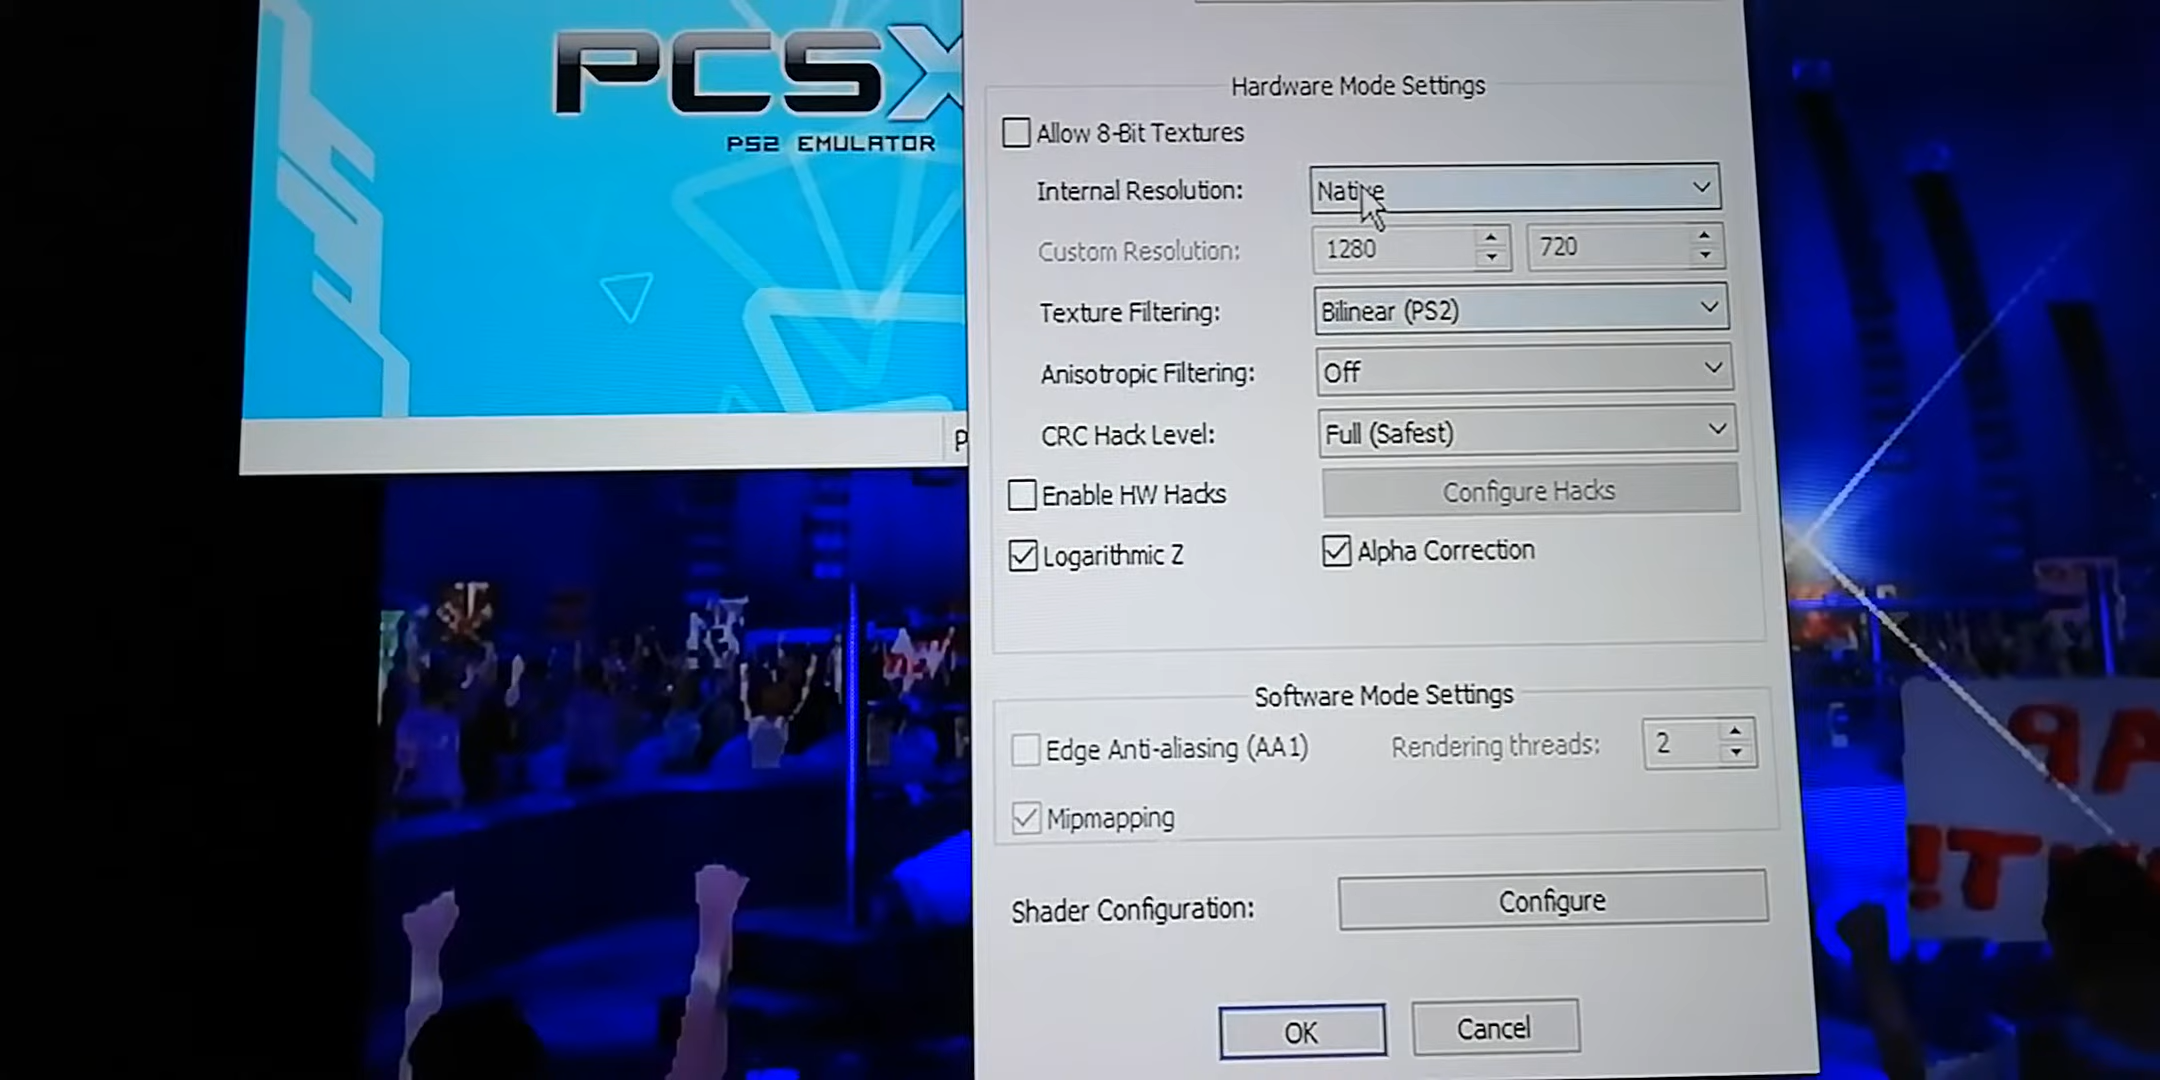 PCSX
PS2 EMULATOR
Hardware Mode Settings
Allow 8-Bit Textures
Internal Resolution: Native
Custom Resolution: 1280 720
Texture Filtering: Bilinear (PS2)
Anisotropic Filtering: Off
CRC Hack Level: Full (Safest)
Enable HW Hacks Configure Hacks
Logarithmic Z Alpha Correction
Software Mode Settings
Edge Anti-aliasing (AA1) Rendering threads: 2
Mipmapping
Shader Configuration: Configure
OK Cancel